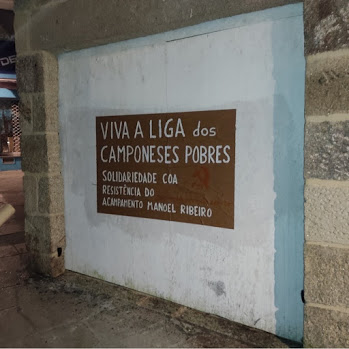 VIVA A LIGA dos
CAMPONESES POBRES
SOLIDARIEDADE COA
RESISTÊNCIA DO
ACAMPAMENTO MANOEL RIBEIRO